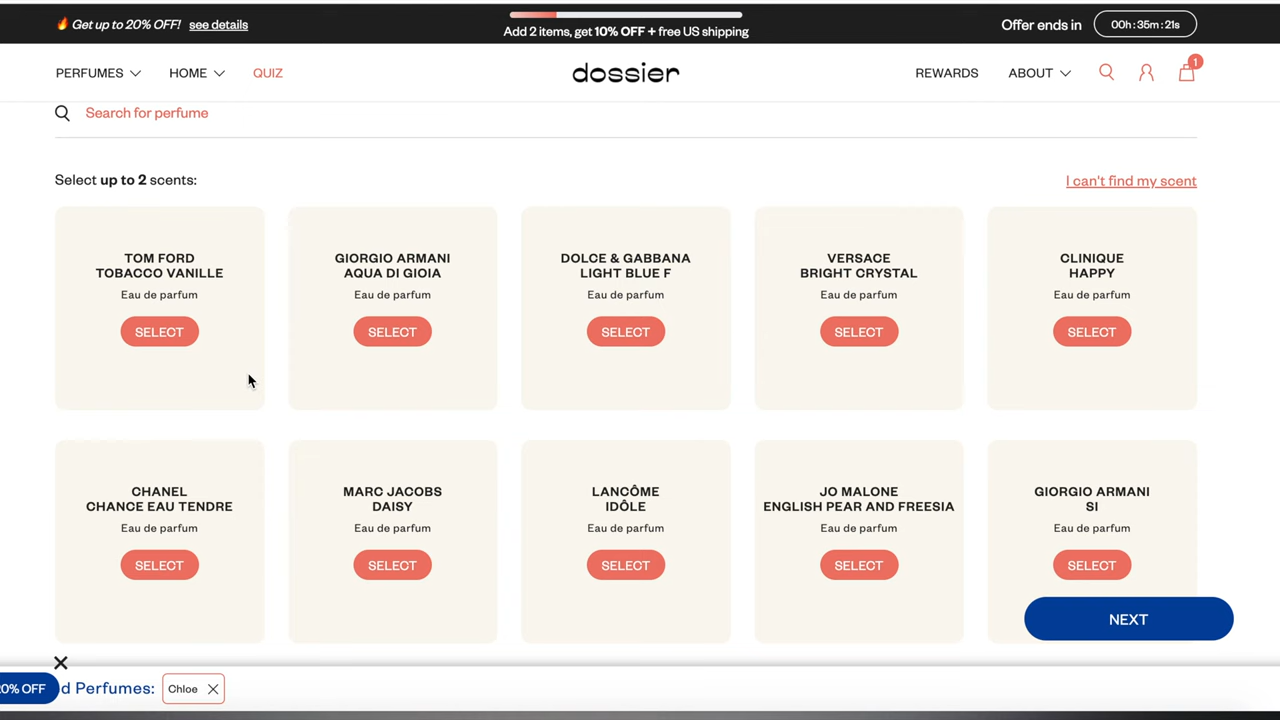 🔥 Get up to 20% OFF! see details
Add 2 items, get 10% OFF + free US shipping
Offer ends in 00h : 35m : 21s
PERFUMES HOME QUIZ dossier REWARDS ABOUT 1
Search for perfume
Select up to 2 scents: I can't find my scent
TOM FORD
TOBACCO VANILLE
Eau de parfum
SELECT
GIORGIO ARMANI
AQUA DI GIOIA
Eau de parfum
SELECT
DOLCE & GABBANA
LIGHT BLUE F
Eau de parfum
SELECT
VERSACE
BRIGHT CRYSTAL
Eau de parfum
SELECT
CLINIQUE
HAPPY
Eau de parfum
SELECT
CHANEL
CHANCE EAU TENDRE
Eau de parfum
SELECT
MARC JACOBS
DAISY
Eau de parfum
SELECT
LANCÔME
IDÔLE
Eau de parfum
SELECT
JO MALONE
ENGLISH PEAR AND FREESIA
Eau de parfum
SELECT
GIORGIO ARMANI
SI
Eau de parfum
SELECT
NEXT
20% OFF d Perfumes: Chloe